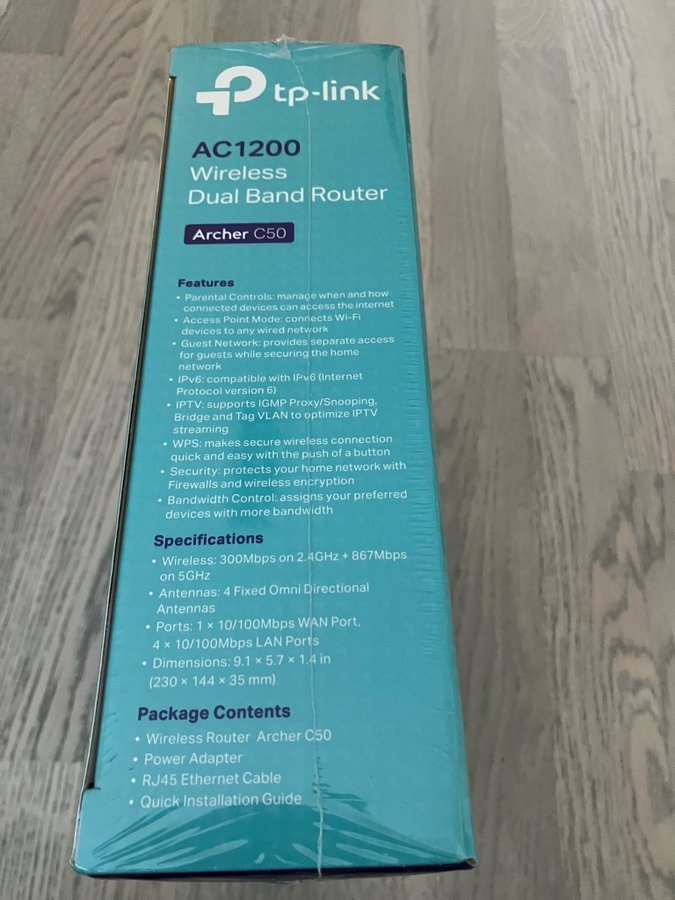 tp-link
AC1200
Wireless
Dual Band Router
Archer C50
Features
• Parental Controls: manage when and how
connected devices can access the internet
• Access Point Mode: connects Wi-Fi
devices to any wired network
• Guest Network: provides separate access
for guests while securing the home
network
• IPv6: compatible with IPv6 (Internet
Protocol version 6)
• IPTV: supports IGMP Proxy/Snooping,
Bridge and Tag VLAN to optimize IPTV
streaming
• WPS: makes secure wireless connection
quick and easy with the push of a button
• Security: protects your home network with
Firewalls and wireless encryption
• Bandwidth Control: assigns your preferred
devices with more bandwidth
Specifications
• Wireless: 300Mbps on 2.4GHz + 867Mbps
on 5GHz
• Antennas: 4 Fixed Omni Directional
Antennas
• Ports: 1 × 10/100Mbps WAN Port,
4 × 10/100Mbps LAN Ports
• Dimensions: 9.1 × 5.7 × 1.4 in
(230 × 144 × 35 mm)
Package Contents
• Wireless Router Archer C50
• Power Adapter
• RJ45 Ethernet Cable
• Quick Installation Guide